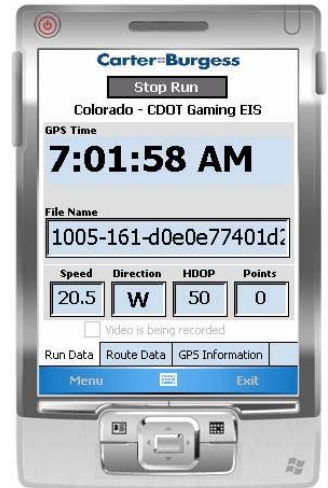 Carter::Burgess
Stop Run
Colorado - CDOT Gaming EIS
GPS Time
7:01:58 AM
File Name
1005-161-d0e0e77401d2
Speed Direction HDOP Points
20.5 W 50 0
Video is being recorded
Run Data Route Data GPS Information
Menu Exit